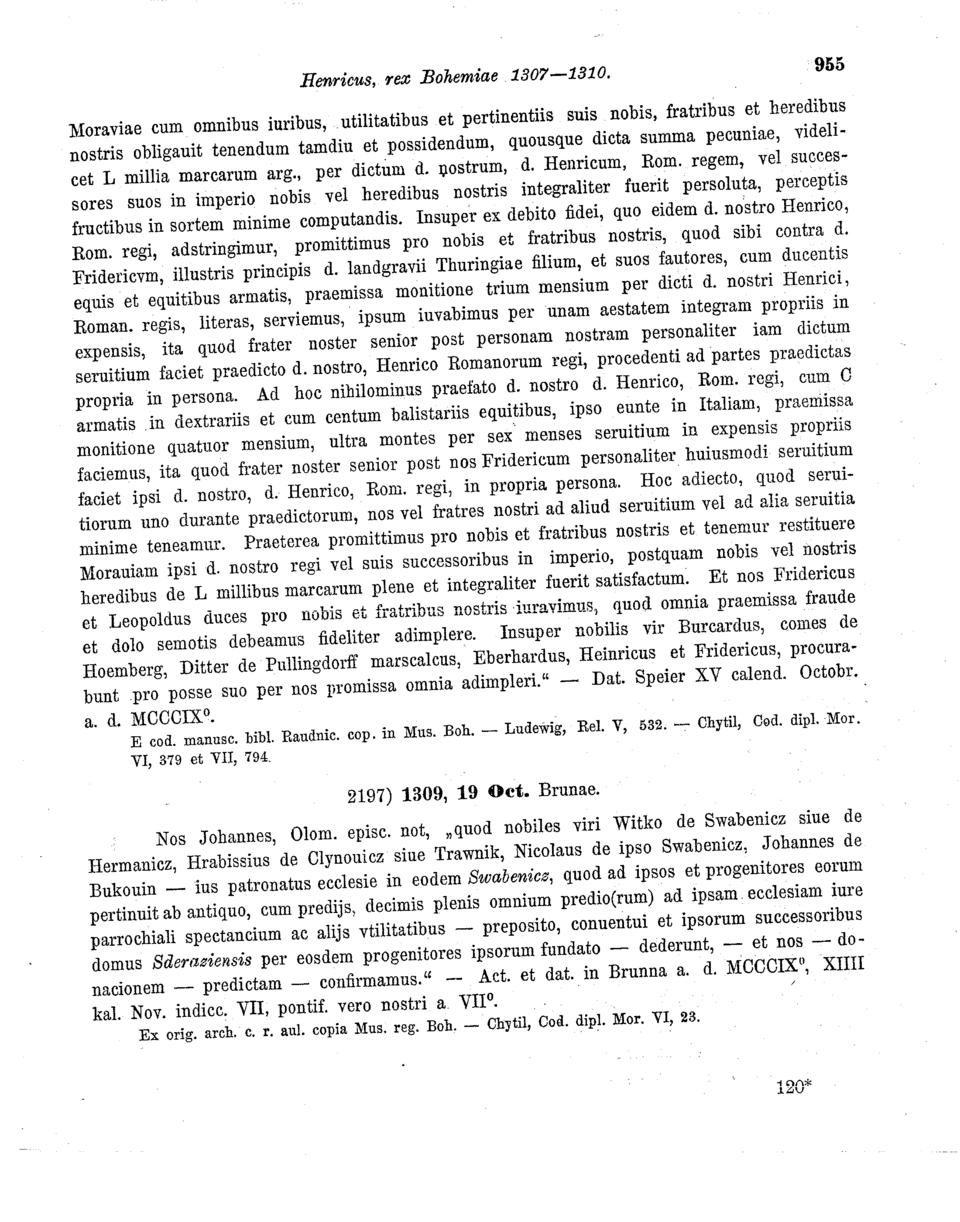 Henricus, rex Bohemiae 1307—1310.
955
Moraviae cum omnibus iuribus, utilitatibus et pertinentiis suis nobis, fratribus et heredibus
nostris obligauit tenendum tamdiu et possidendum, quousque dicta summa pecuniae, videli-
cet L millia marcarum arg., per dictum d. nostrum, d. Henricum, Rom. regem, vel succes-
sores suos in imperio nobis vel heredibus nostris integraliter fuerit persoluta, perceptis
fructibus in sortem minime computandis. Insuper ex debito fidei, quo eidem d. nostro Henrico,
Rom. regi, adstringimur, promittimus pro nobis et fratribus nostris, quod sibi contra d.
Fridericvm, illustris principis d. landgravii Thuringiae filium, et suos fautores, cum ducentis
equis et equitibus armatis, praemissa monitione trium mensium per dicti d. nostri Henrici,
Roman. regis, literas, serviemus, ipsum iuvabimus per unam aestatem integram propriis in
expensis, ita quod frater noster senior post personam nostram personaliter iam dictum
seruitium faciet praedicto d. nostro, Henrico Romanorum regi, procedenti ad partes praedictas
propria in persona. Ad hoc nihilominus praefato d. nostro d. Henrico, Rom. regi, cum C
armatis in dextrariis et cum centum balistariis equitibus, ipso eunte in Italiam, praemissa
monitione quatuor mensium, ultra montes per sex menses seruitium in expensis propriis
faciemus, ita quod frater noster senior post nos Fridericum personaliter huiusmodi seruitium
faciet ipsi d. nostro, d. Henrico, Rom. regi, in propria persona. Hoc adiecto, quod serui-
tiorum uno durante praedictorum, nos vel fratres nostri ad aliud seruitium vel ad alia seruitia
minime teneamur. Praeterea promittimus pro nobis et fratribus nostris et tenemur restituere
Morauiam ipsi d. nostro regi vel suis successoribus in imperio, postquam nobis vel nostris
heredibus de L millibus marcarum plene et integraliter fuerit satisfactum. Et nos Fridericus
et Leopoldus duces pro nobis et fratribus nostris iuravimus, quod omnia praemissa fraude
et dolo semotis debeamus fideliter adimplere. Insuper nobilis vir Burcardus, comes de
Hoemberg, Ditter de Pullingdorff marscalcus, Eberhardus, Heinricus et Fridericus, procura-
bunt pro posse suo per nos promissa omnia adimpleri.“ — Dat. Speier XV calend. Octobr.
a. d. MCCCIX⁰.
E cod. manusc. bibl. Raudnic. cop. in Mus. Boh. — Ludewig, Rel. V, 532. — Chytil, Cod. dipl. Mor.
VI, 379 et VII, 794.
2197) 1309, 19 Oct. Brunae.
Nos Johannes, Olom. episc. not, „quod nobiles viri Witko de Swabenicz siue de
Hermanicz, Hrabissius de Clynouicz siue Trawnik, Nicolaus de ipso Swabenicz, Johannes de
Bukouin — ius patronatus ecclesie in eodem Swabenicz, quod ad ipsos et progenitores eorum
pertinuit ab antiquo, cum predijs, decimis plenis omnium predio(rum) ad ipsam ecclesiam iure
parrochiali spectancium ac alijs vtilitatibus — preposito, conuentui et ipsorum successoribus
domus Sderaziensis per eosdem progenitores ipsorum fundato — dederunt, — et nos — do-
nacionem — predictam — confirmamus.“ — Act. et dat. in Brunna a. d. MCCCIX⁰, XIIII
kal. Nov. indicc. VII, pontif. vero nostri a. VII⁰.
Ex orig. arch. c. r. aul. copia Mus. reg. Boh. — Chytil, Cod. dipl. Mor. VI, 23.
120*